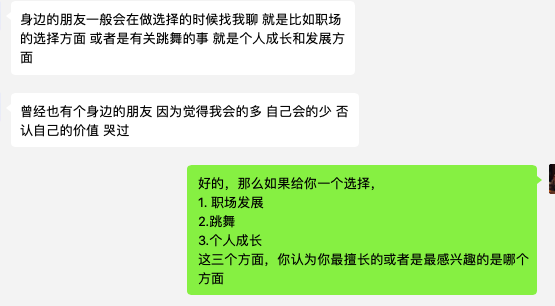 身边的朋友一般会在做选择的时候找我聊 就是比如职场
的选择方面 或者是有关跳舞的事 就是个人成长和发展方
面
曾经也有个身边的朋友 因为觉得我会的多 自己会的少 否
认自己的价值 哭过
好的，那么如果给你一个选择，
1. 职场发展
2.跳舞
3.个人成长
这三个方面，你认为你最擅长的或者是最感兴趣的是哪个
方面